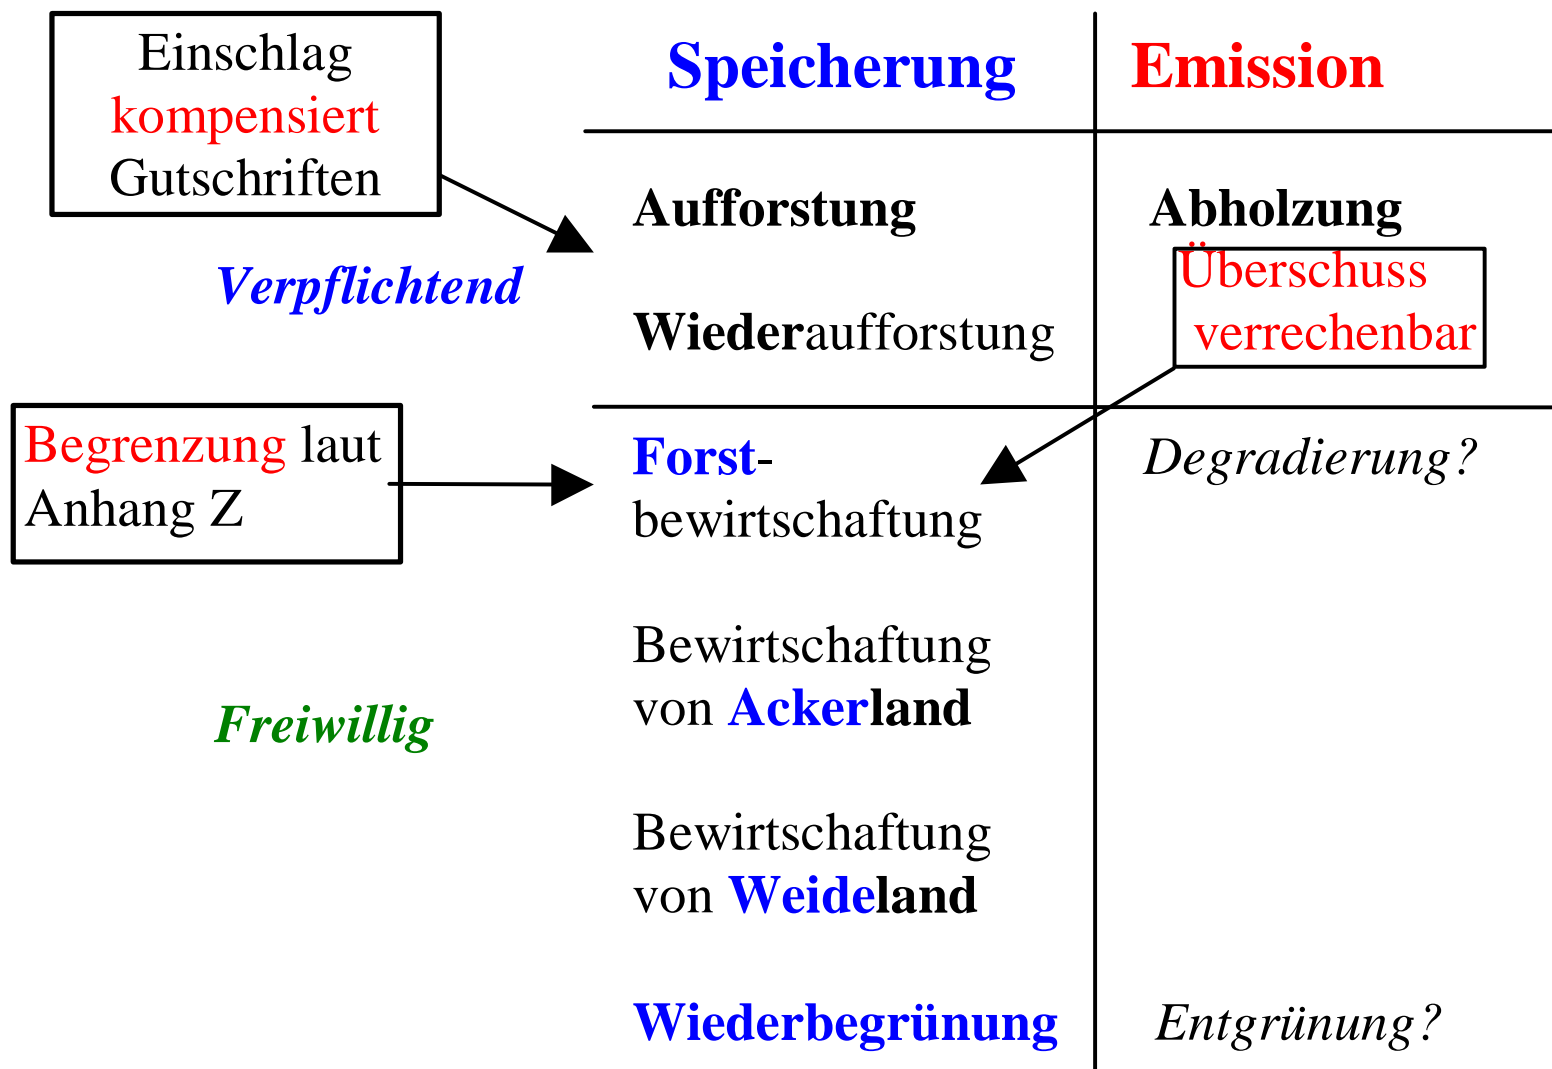 Einschlag
kompensiert
Gutschriften
Speicherung
Emission
Aufforstung
Abholzung
Verpflichtend
Überschuss
verrechenbar
Wiederaufforstung
Begrenzung laut
Anhang Z
Forst-
bewirtschaftung
Degradierung?
Bewirtschaftung
von Ackerland
Freiwillig
Bewirtschaftung
von Weideland
Wiederbegrünung
Entgrünung?